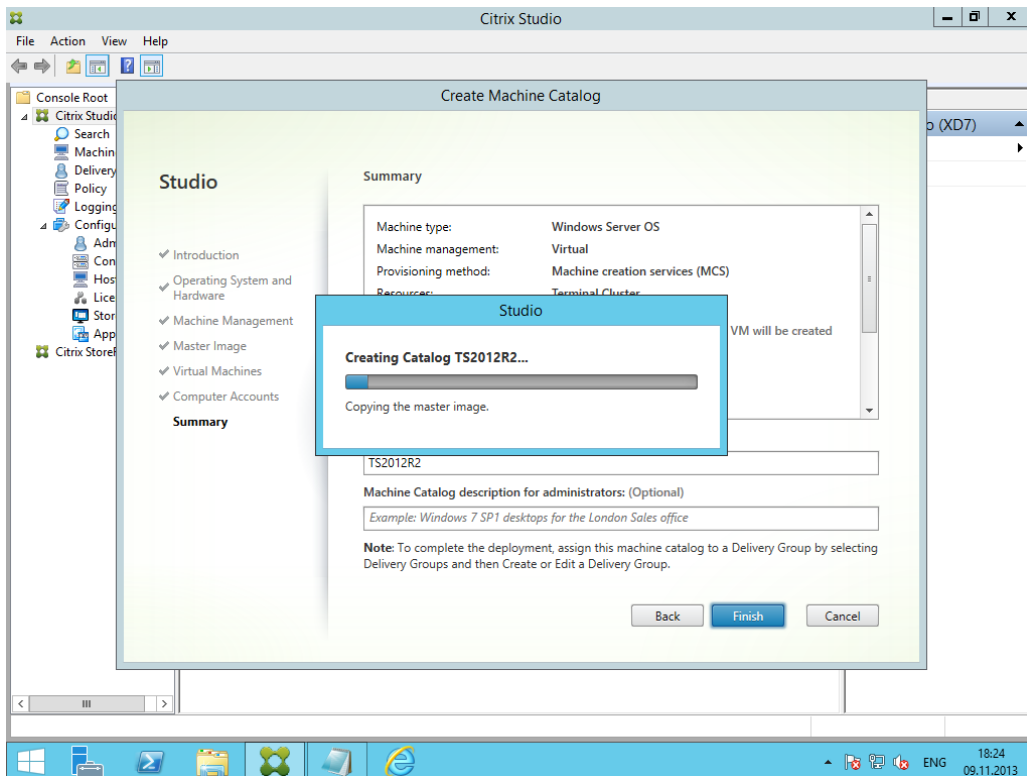 Citrix Studio
File Action View Help
Console Root
Citrix Studio
Search
Machin
Delivery
Policy
Logging
Configu
Adm
Con
Hos
Lice
Stor
App
Citrix StoreF
Create Machine Catalog
Studio
Introduction
Operating System and
Hardware
Machine Management
Master Image
Virtual Machines
Computer Accounts
Summary
Summary
Machine type: Windows Server OS
Machine management: Virtual
Provisioning method: Machine creation services (MCS)
Resources: Terminal Cluster
VM will be created
Studio
Creating Catalog TS2012R2...
Copying the master image.
TS2012R2
Machine Catalog description for administrators: (Optional)
Example: Windows 7 SP1 desktops for the London Sales office
Note: To complete the deployment, assign this machine catalog to a Delivery Group by selecting
Delivery Groups and then Create or Edit a Delivery Group.
Back Finish Cancel
o (XD7)
ENG
18:24
09.11.2013